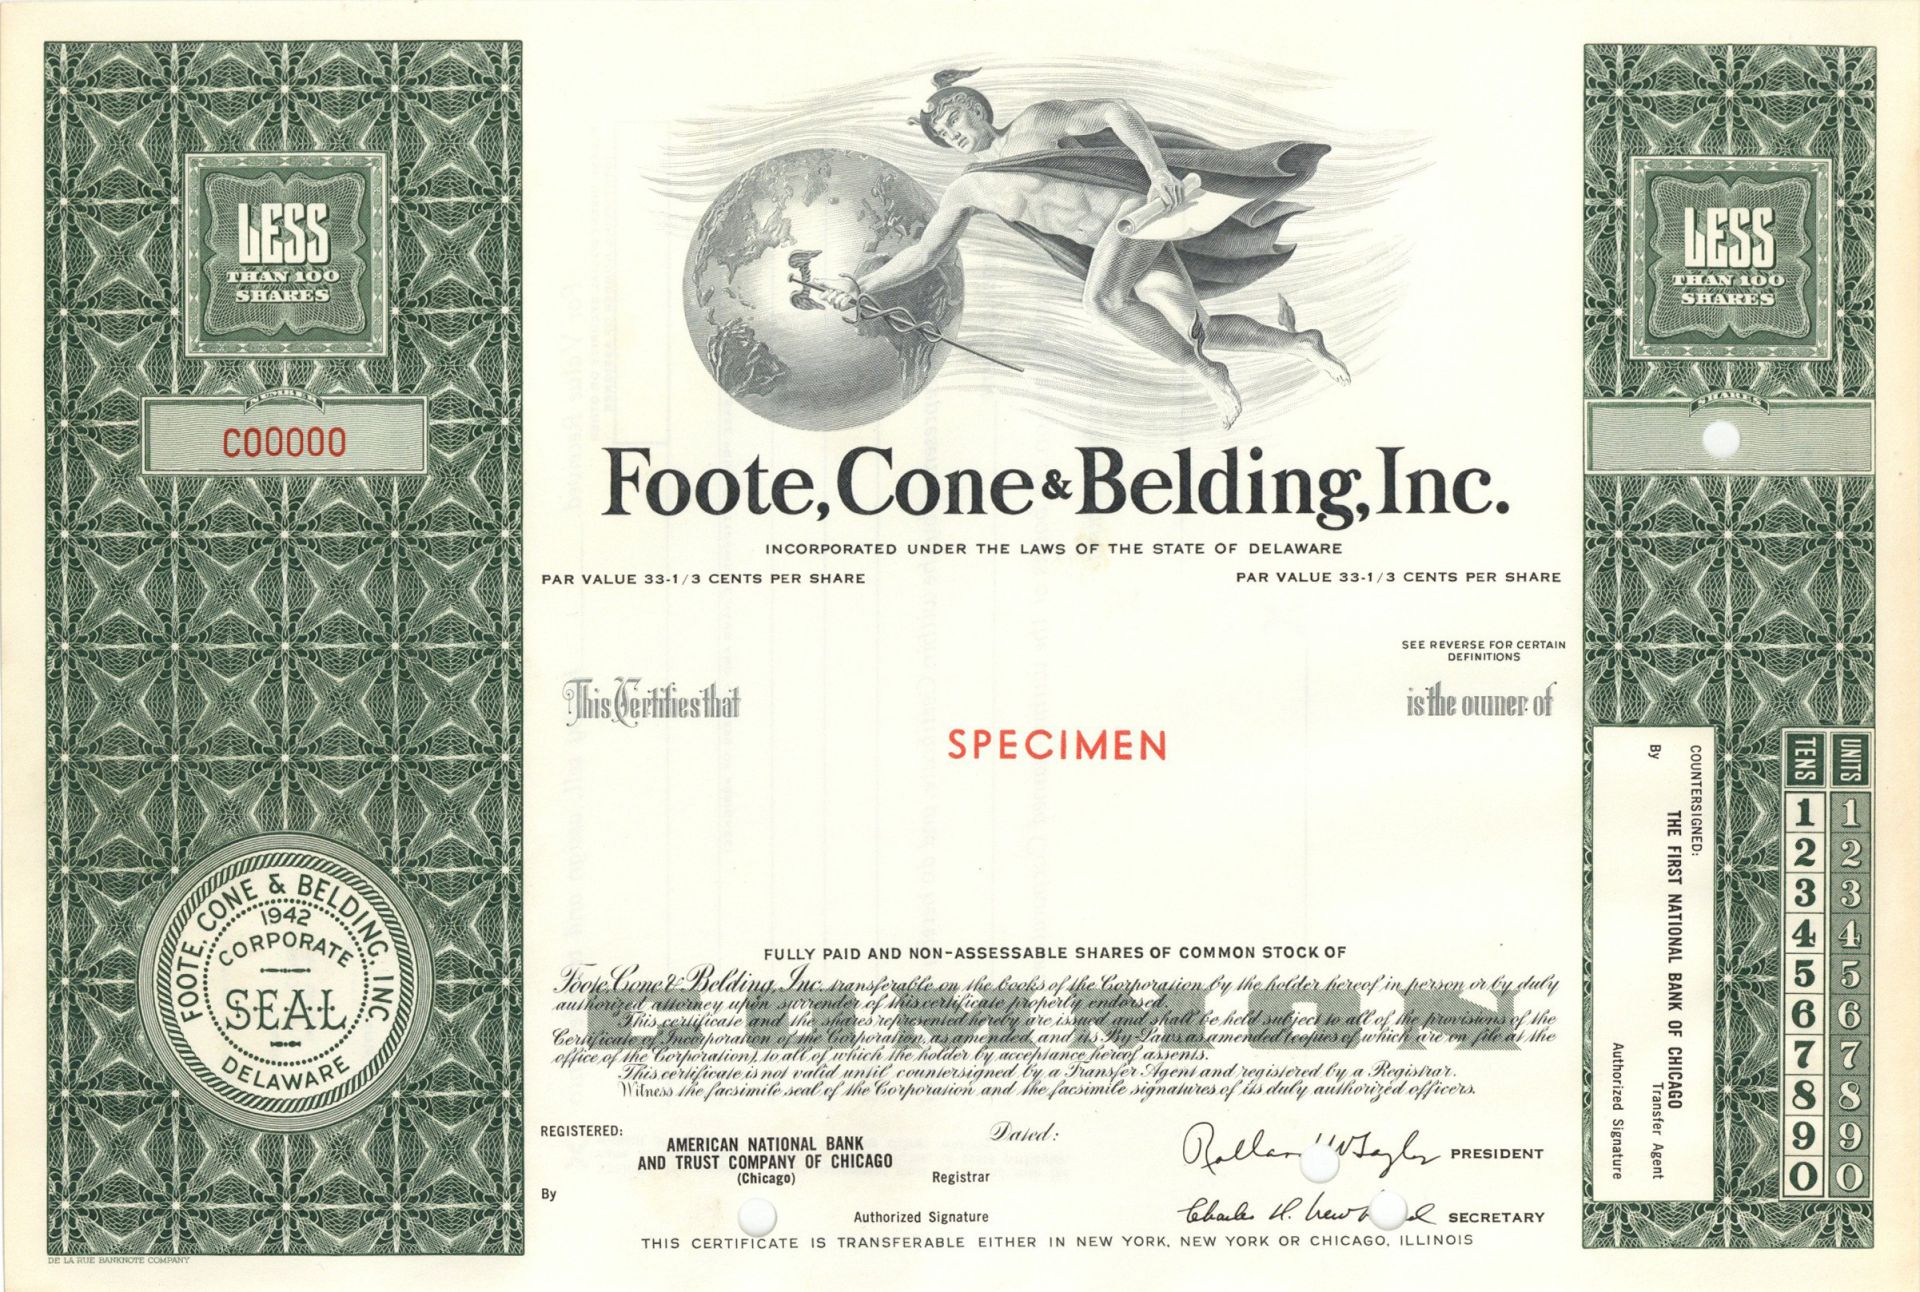 LESS
THAN 100
SHARES
NUMBER
C00000
LESS
THAN 100
SHARES
SHARES
Foote, Cone & Belding, Inc.
INCORPORATED UNDER THE LAWS OF THE STATE OF DELAWARE
PAR VALUE 33-1/3 CENTS PER SHARE
PAR VALUE 33-1/3 CENTS PER SHARE
SEE REVERSE FOR CERTAIN
DEFINITIONS
This Certifies that
is the owner of
SPECIMEN
FULLY PAID AND NON-ASSESSABLE SHARES OF COMMON STOCK OF
Foote, Cone & Belding, Inc. transferable on the books of the Corporation by the holder hereof in person or by duly
authorized attorney upon surrender of this certificate properly endorsed.
This certificate and the shares represented hereby are issued and shall be held subject to all of the provisions of the
Certificate of Incorporation of the Corporation, as amended, and its By-Laws as amended (copies of which are on file at the
office of the Corporation), to all of which the holder by acceptance hereof assents.
This certificate is not valid until countersigned by a Transfer Agent and registered by a Registrar.
Witness the facsimile seal of the Corporation and the facsimile signatures of its duly authorized officers.
FOOTE, CONE & BELDING, INC.
1942
CORPORATE
SEAL
DELAWARE
REGISTERED:
AMERICAN NATIONAL BANK
AND TRUST COMPANY OF CHICAGO
(Chicago)
Registrar
By
Authorized Signature
Dated:
PRESIDENT
Charles H.
SECRETARY
THIS CERTIFICATE IS TRANSFERABLE EITHER IN NEW YORK, NEW YORK OR CHICAGO, ILLINOIS
COUNTERSIGNED:
THE FIRST NATIONAL BANK OF CHICAGO
Transfer Agent
By
Authorized Signature
TENS UNITS
1 1
2 2
3 3
4 4
5 5
6 6
7 7
8 8
9 9
0 0
DE LA RUE BANKNOTE COMPANY